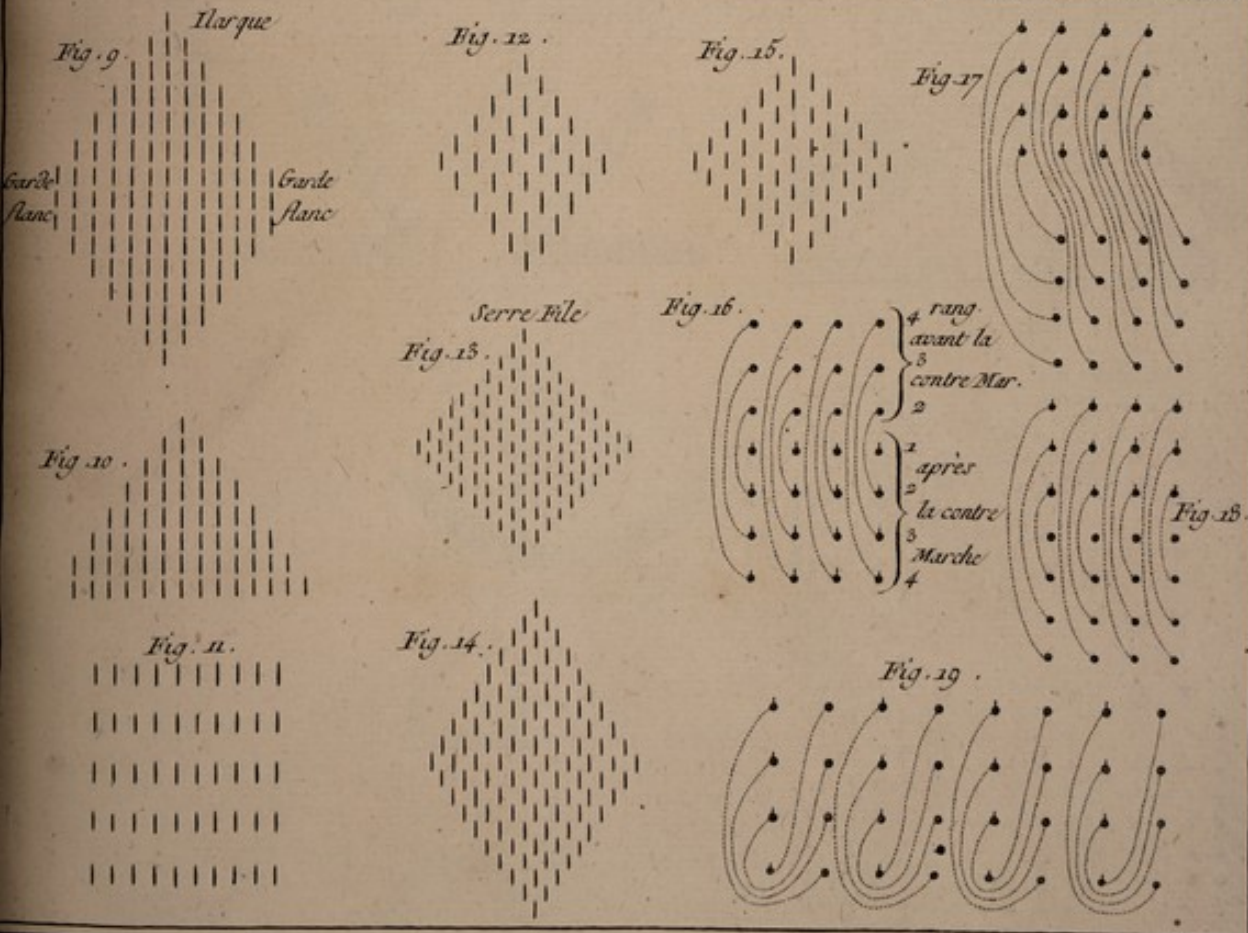 Ilarque
Fig. 9.
Garde
flanc
Garde
flanc
Fig. 10.
Fig. 11.
Fig. 12.
Serre File
Fig. 13.
Fig. 14.
Fig. 15.
Fig. 16.
4 rang
avant la
3
contre Mar.
2
1
après
2
la contre
3
Marche
4
Fig. 17
Fig. 18.
Fig. 19.